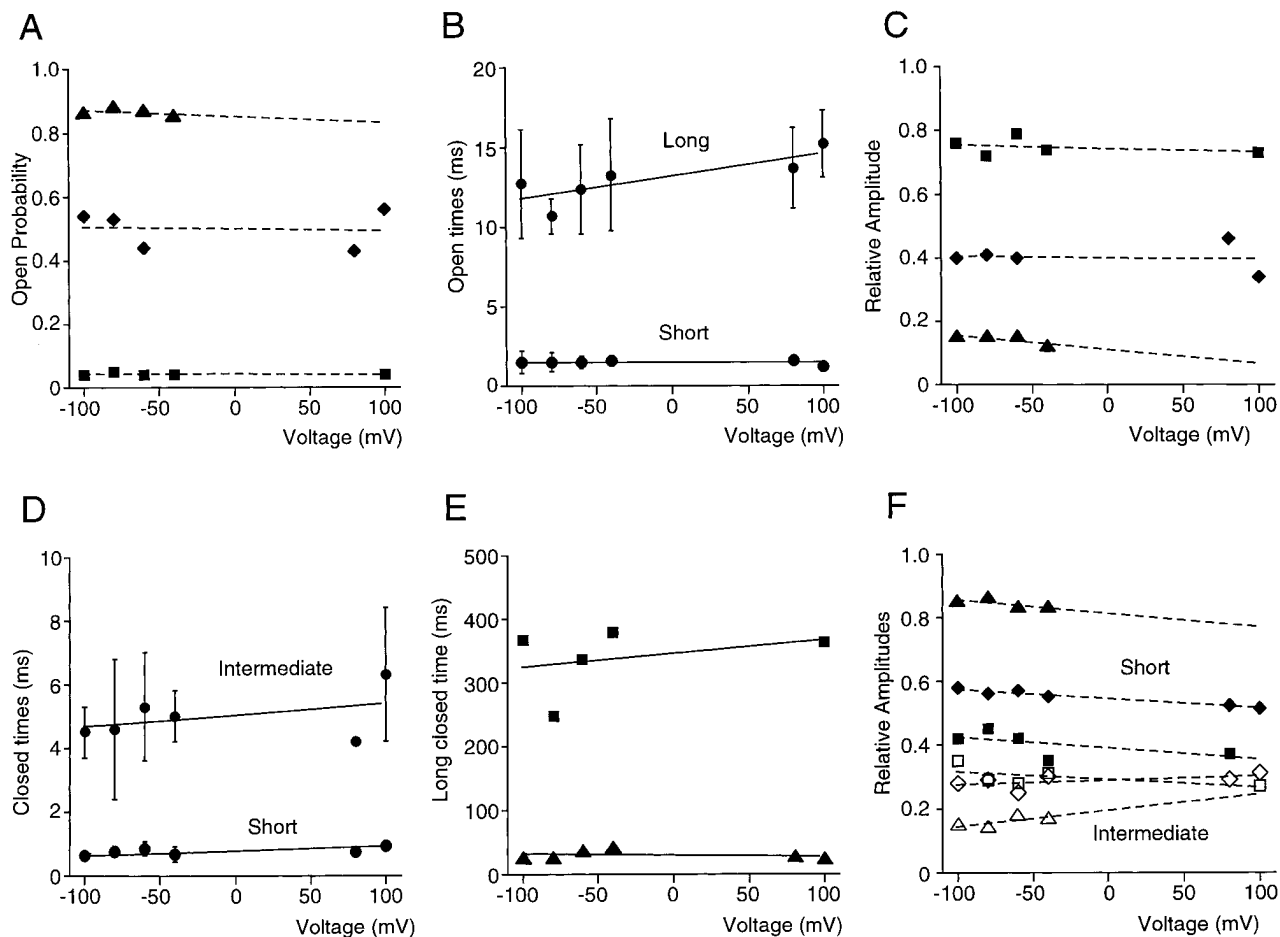 A
Open Probability
1.0
0.8
0.6
0.4
0.2
0
-100 -50 0 50 100
Voltage (mV)
B
Open times (ms)
20
15
10
5
0
Long
Short
-100 -50 0 50 100
Voltage (mV)
C
Relative Amplitude
1.0
0.8
0.6
0.4
0.2
0
-100 -50 0 50 100
Voltage (mV)
D
Closed times (ms)
10
8
6
4
2
0
Intermediate
Short
-100 -50 0 50 100
Voltage (mV)
E
Long closed time (ms)
500
400
300
200
100
0
-100 -50 0 50 100
Voltage (mV)
F
Relative Amplitudes
1.0
0.8
0.6
0.4
0.2
0
Short
Intermediate
-100 -50 0 50 100
Voltage (mV)